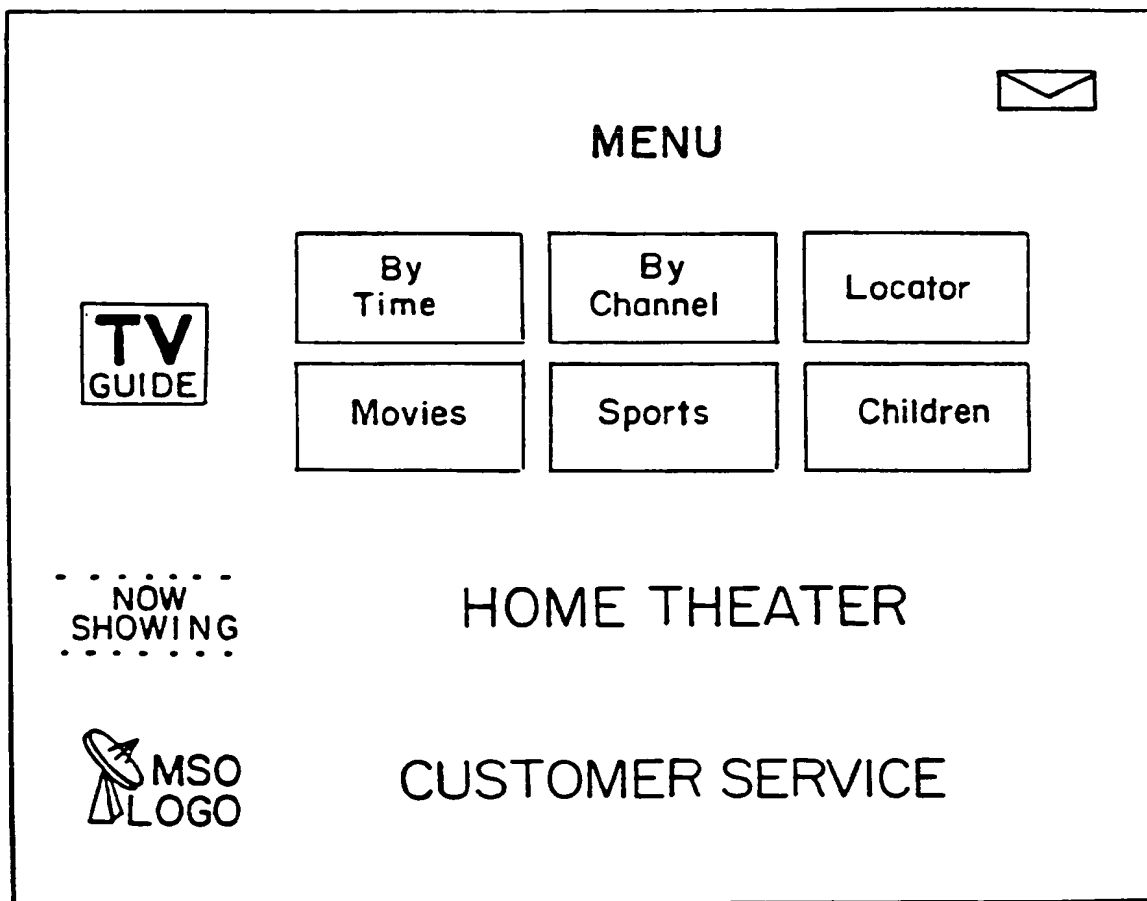 MENU
By
Time
By
Channel
Locator
TV
GUIDE
Movies
Sports
Children
NOW
SHOWING
HOME THEATER
MSO
LOGO
CUSTOMER SERVICE